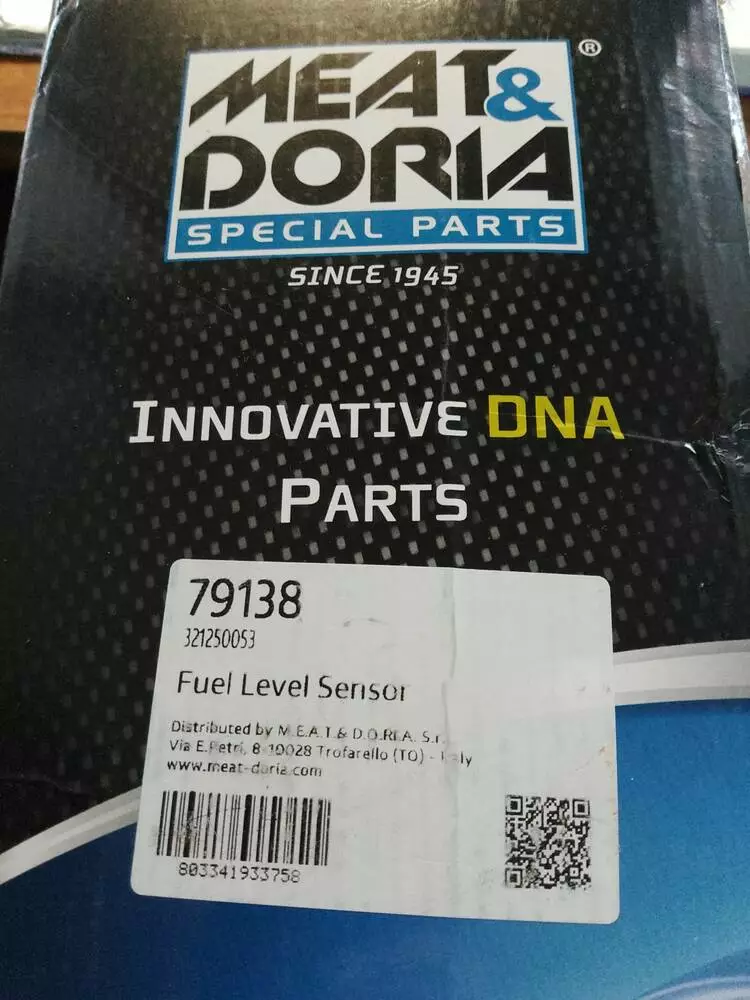 MEAT&
DORIA
®
SPECIAL PARTS
SINCE 1945
INNOVATIVE DNA
PARTS
79138
321250053
Fuel Level Sensor
Distributed by M.E.A.T.& D.O.R.I.A. S.r.
Via E.Petri, 8 10028 Trofarello (TO) -
www.meat-doria.com
803341933758